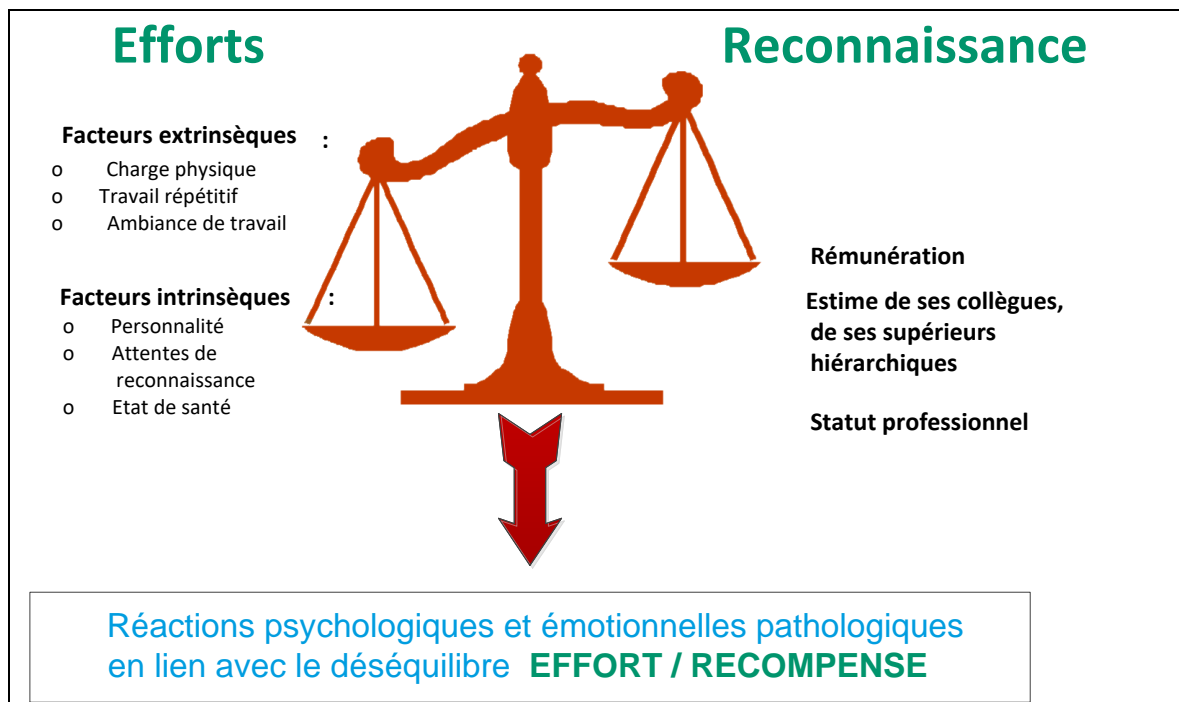 Efforts
Reconnaissance
Facteurs extrinsèques :
o Charge physique
o Travail répétitif
o Ambiance de travail
Facteurs intrinsèques :
o Personnalité
o Attentes de
reconnaissance
o Etat de santé
Rémunération
Estime de ses collègues,
de ses supérieurs
hiérarchiques
Statut professionnel
Réactions psychologiques et émotionnelles pathologiques
en lien avec le déséquilibre EFFORT / RECOMPENSE